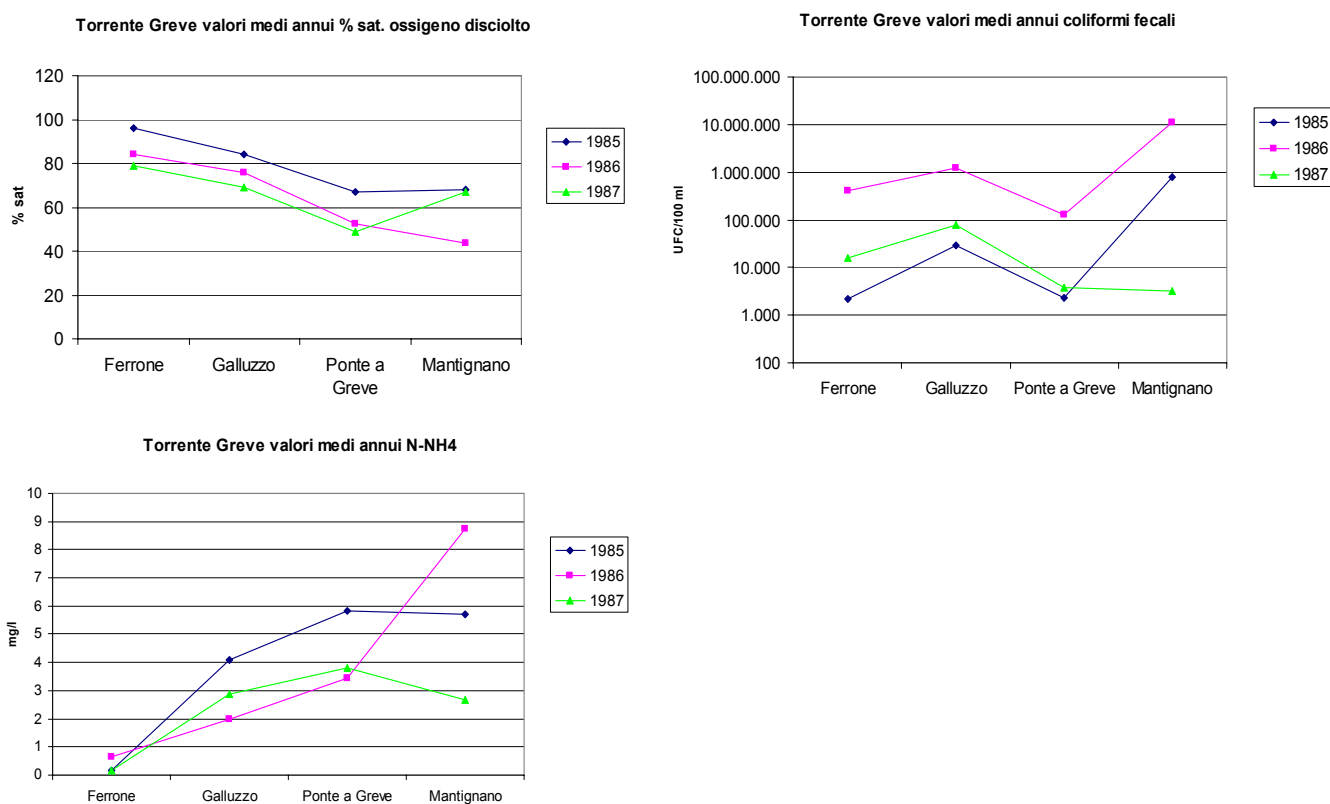 Torrente Greve valori medi annui % sat. ossigeno disciolto
120
100
80
60
40
20
0
% sat
Ferrone
Galluzzo
Ponte a
Greve
Mantignano
1985
1986
1987
Torrente Greve valori medi annui coliformi fecali
100.000.000
10.000.000
1.000.000
100.000
10.000
1.000
100
UFC/100 ml
Ferrone
Galluzzo
Ponte a Greve
Mantignano
1985
1986
1987
Torrente Greve valori medi annui N-NH4
10
9
8
7
6
5
4
3
2
1
0
mg/l
Ferrone
Galluzzo
Ponte a Greve
Mantignano
1985
1986
1987